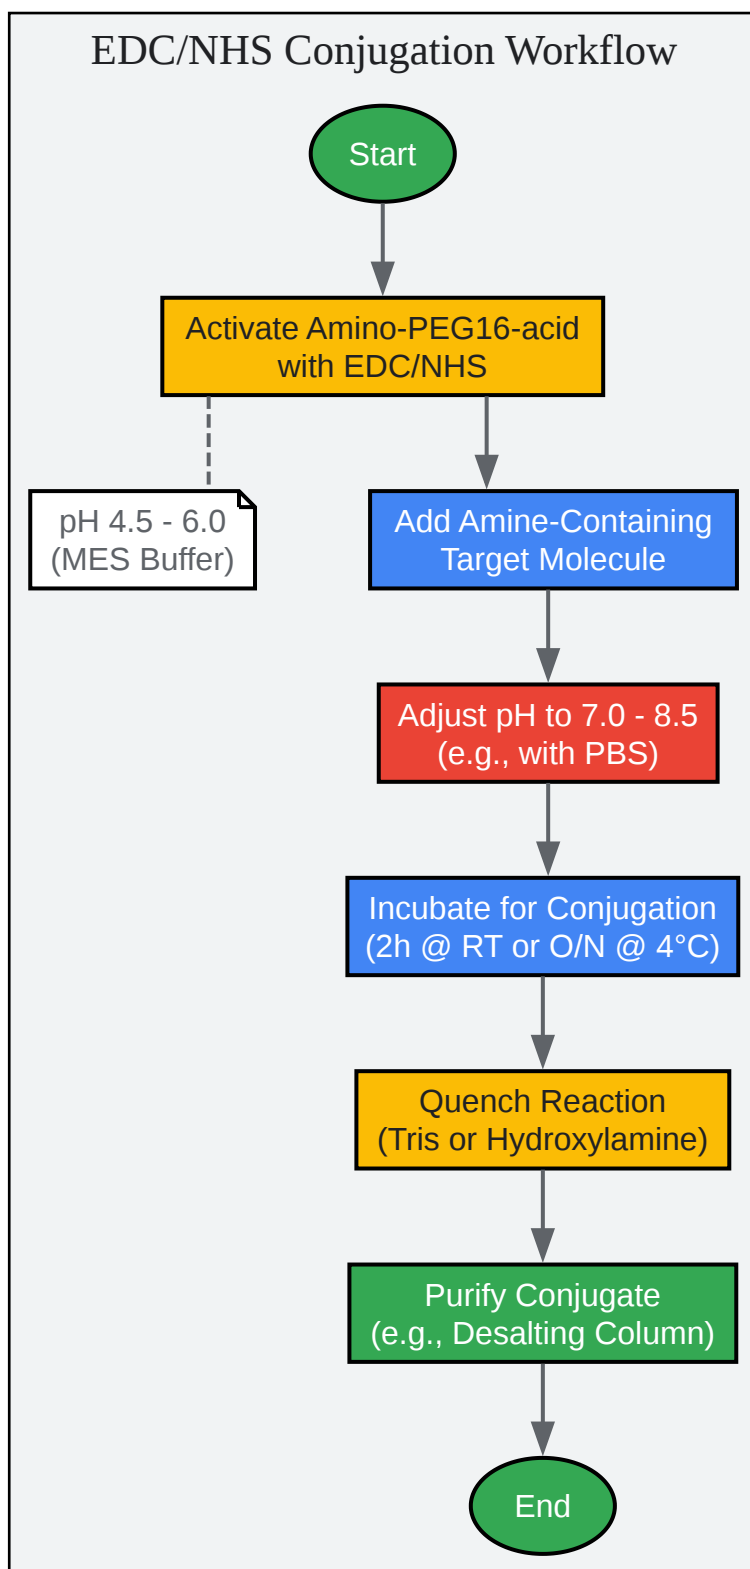 EDC/NHS Conjugation Workflow
Start
Activate Amino-PEG16-acid
with EDC/NHS
pH 4.5 - 6.0
(MES Buffer)
Add Amine-Containing
Target Molecule
Adjust pH to 7.0 - 8.5
(e.g., with PBS)
Incubate for Conjugation
(2h @ RT or O/N @ 4°C)
Quench Reaction
(Tris or Hydroxylamine)
Purify Conjugate
(e.g., Desalting Column)
End